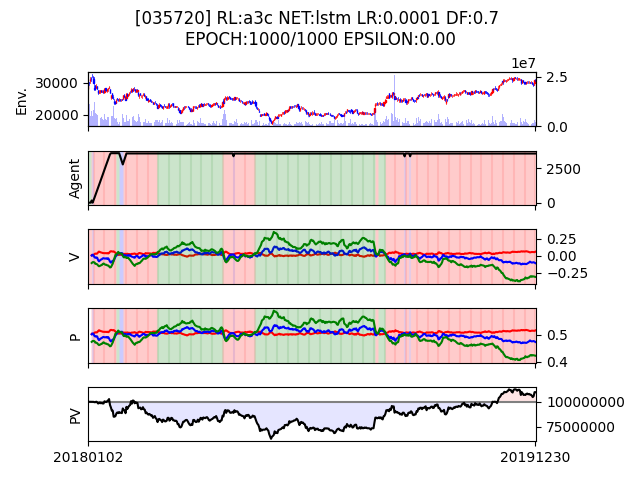 [035720] RL:a3c NET:lstm LR:0.0001 DF:0.7
EPOCH:1000/1000 EPSILON:0.00
1e7
Env.
30000
20000
2.5
0.0
Agent
2500
0
V
0.25
0.00
−0.25
P
0.5
0.4
PV
100000000
75000000
20180102
20191230